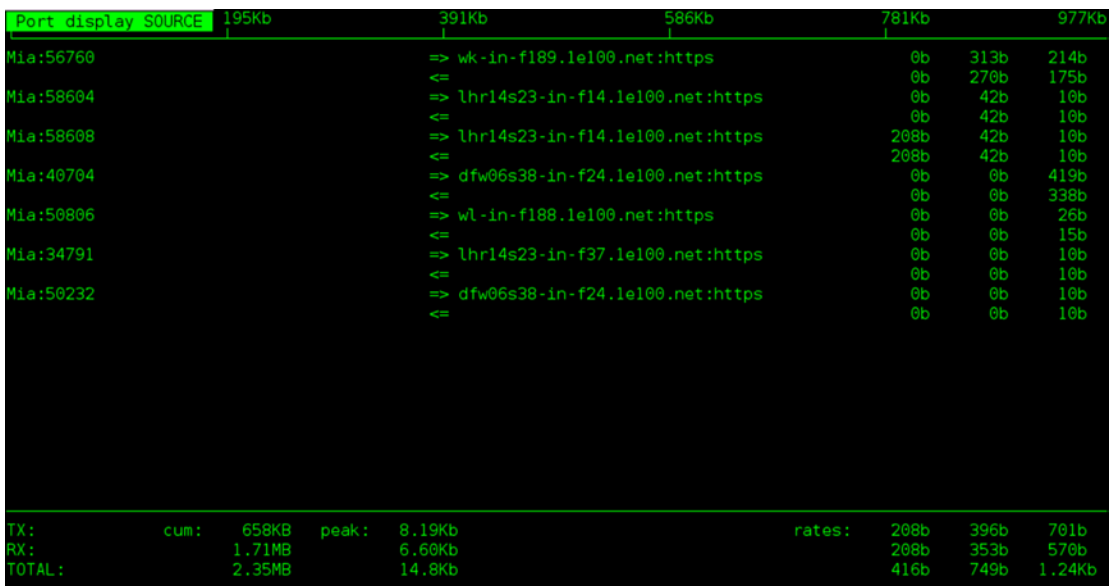 Port display SOURCE 195Kb 391Kb 586Kb 781Kb 977Kb
Mia:56760 => wk-in-f189.1e100.net:https 0b 313b 214b
<= 0b 270b 175b
Mia:58604 => lhr14s23-in-f14.1e100.net:https 0b 42b 10b
<= 0b 42b 10b
Mia:58608 => lhr14s23-in-f14.1e100.net:https 208b 42b 10b
<= 208b 42b 10b
Mia:40704 => dfw06s38-in-f24.1e100.net:https 0b 0b 419b
<= 0b 0b 338b
Mia:50806 => wl-in-f188.1e100.net:https 0b 0b 26b
<= 0b 0b 15b
Mia:34791 => lhr14s23-in-f37.1e100.net:https 0b 0b 10b
<= 0b 0b 10b
Mia:50232 => dfw06s38-in-f24.1e100.net:https 0b 0b 10b
<= 0b 0b 10b
TX: cum: 658KB peak: 8.19Kb rates: 208b 396b 701b
RX: 1.71MB 6.60Kb 208b 353b 570b
TOTAL: 2.35MB 14.8Kb 416b 749b 1.24Kb